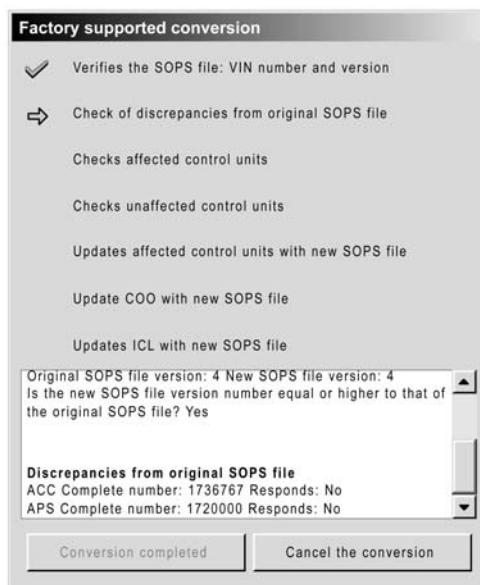 Factory supported conversion
Verifies the SOPS file: VIN number and version
Check of discrepancies from original SOPS file
Checks affected control units
Checks unaffected control units
Updates affected control units with new SOPS file
Update COO with new SOPS file
Updates ICL with new SOPS file
Original SOPS file version: 4 New SOPS file version: 4
Is the new SOPS file version number equal or higher to that of
the original SOPS file? Yes
Discrepancies from original SOPS file
ACC Complete number: 1736767 Responds: No
APS Complete number: 1720000 Responds: No
Conversion completed
Cancel the conversion